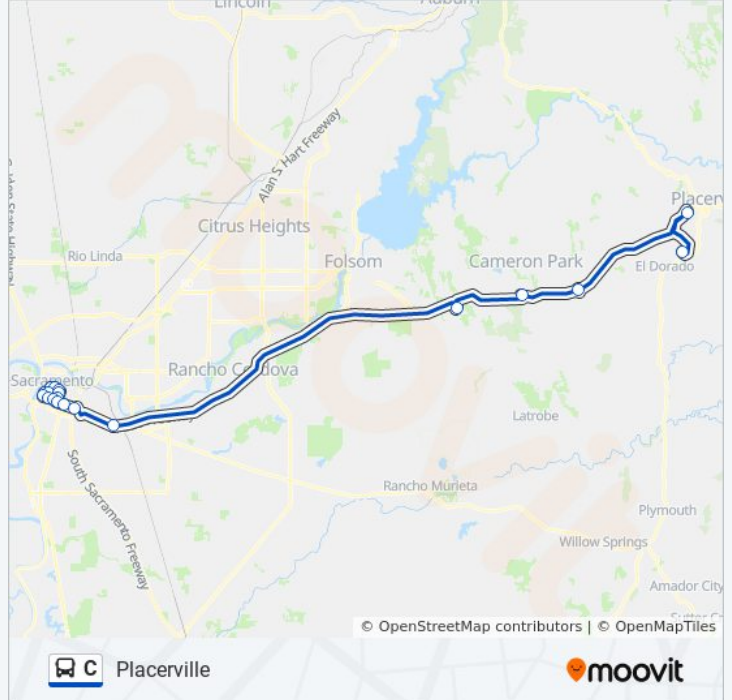 Lincoln
Auburn
Alan S Hart Freeway
Citrus Heights
Placerv
Rio Linda
Folsom
Cameron Park
El Dorado
Rancho Cordova
Sacramento
Latrobe
South Sacramento Freeway
Rancho Murieta
Plymouth
Willow Springs
Amador City
Sutter C
© OpenStreetMap contributors | © OpenMapTiles
C Placerville
moovit